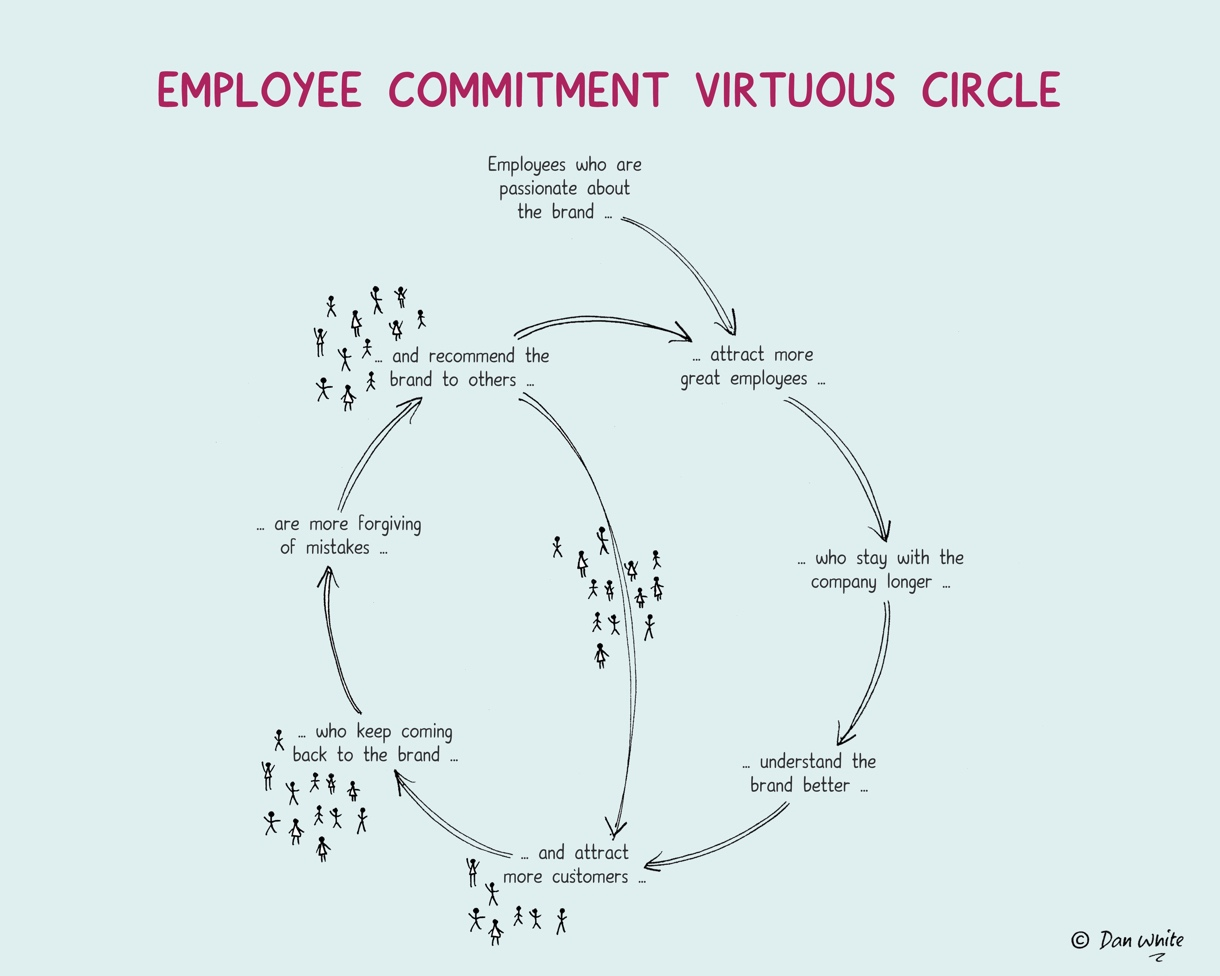 EMPLOYEE COMMITMENT VIRTUOUS CIRCLE
Employees who are
passionate about
the brand ...
... attract more
great employees ...
... who stay with the
company longer ...
... understand the
brand better ...
... and attract
more customers ...
... who keep coming
back to the brand ...
... are more forgiving
of mistakes ...
... and recommend the
brand to others ...
© Dan White